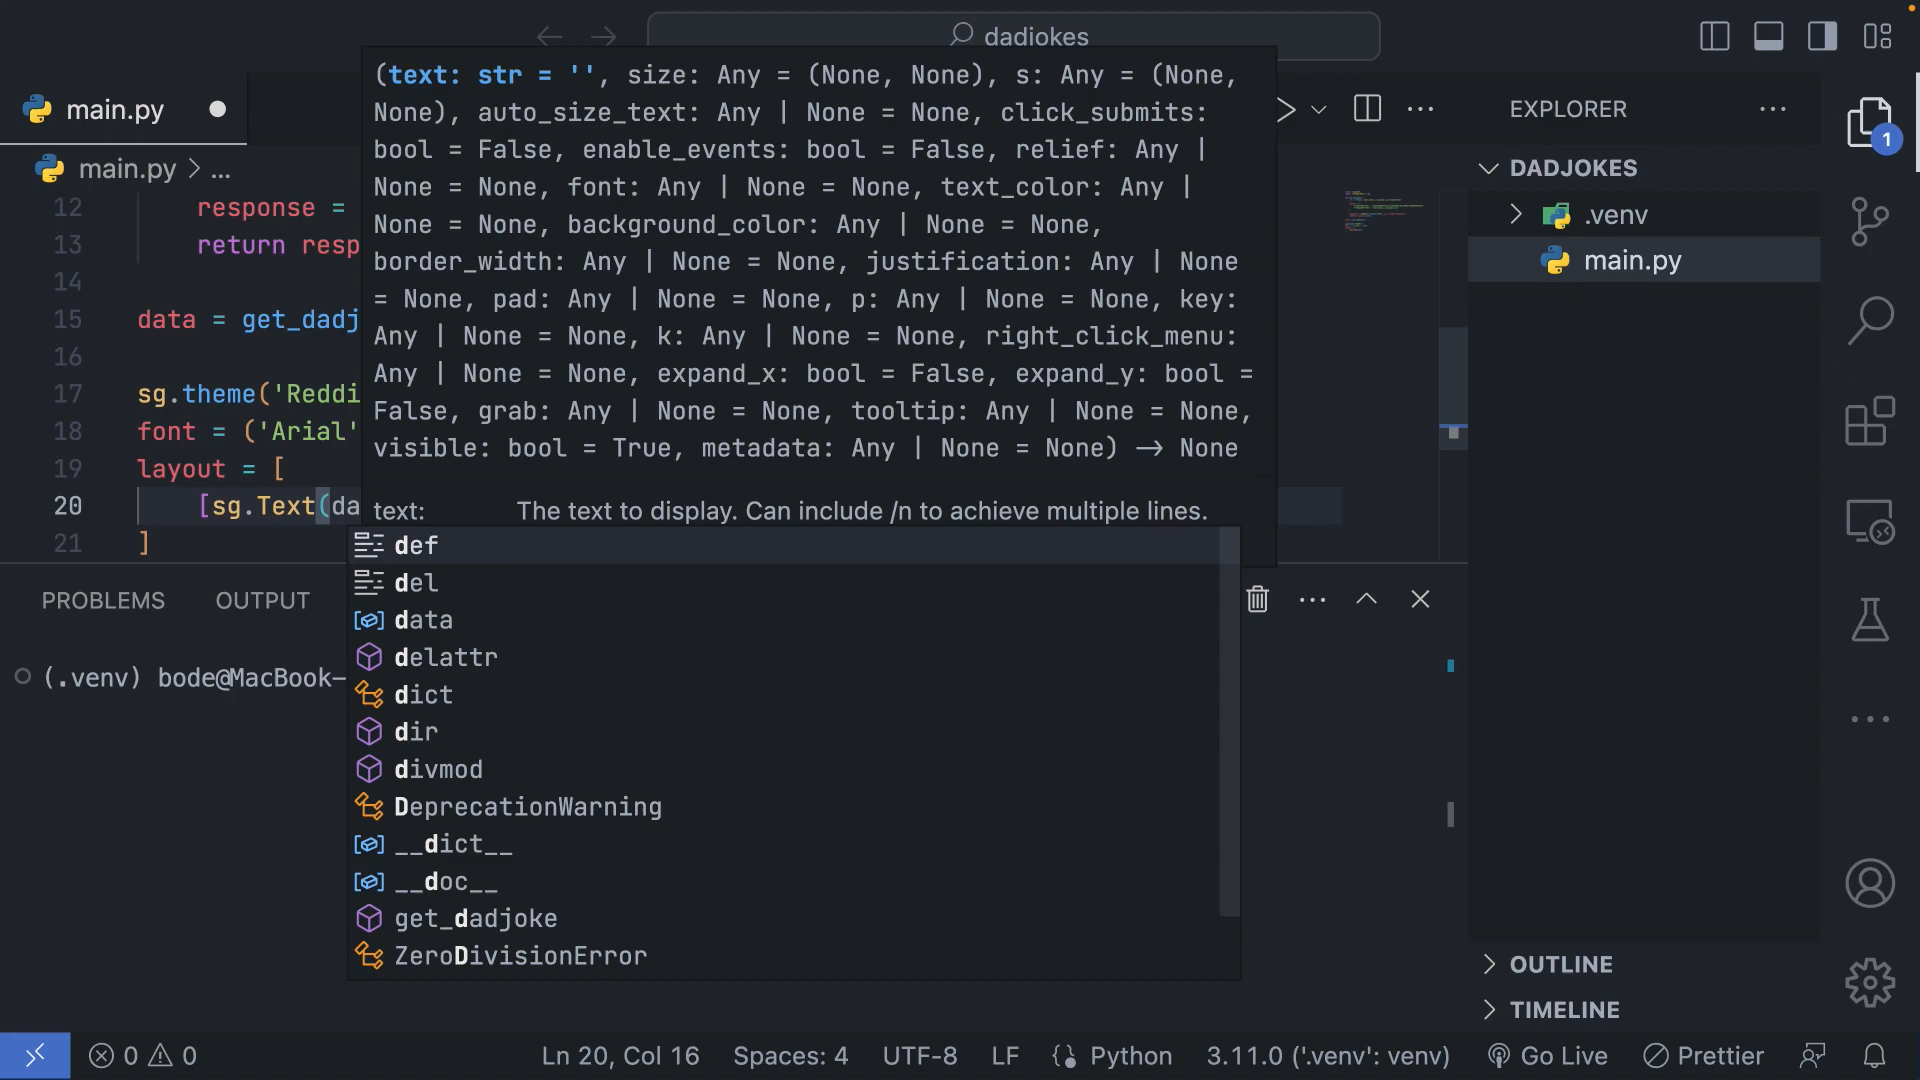 dadjokes
main.py
EXPLORER
main.py > ...
DADJOKES
.venv
main.py
12 response =
13 return resp
14
15 data = get_dadj
16
17 sg.theme('Reddi
18 font = ('Arial'
19 layout = [
20 [sg.Text(da
21 ]
(text: str = '', size: Any = (None, None), s: Any = (None,
None), auto_size_text: Any | None = None, click_submits:
bool = False, enable_events: bool = False, relief: Any |
None = None, font: Any | None = None, text_color: Any |
None = None, background_color: Any | None = None,
border_width: Any | None = None, justification: Any | None
= None, pad: Any | None = None, p: Any | None = None, key:
Any | None = None, k: Any | None = None, right_click_menu:
Any | None = None, expand_x: bool = False, expand_y: bool =
False, grab: Any | None = None, tooltip: Any | None = None,
visible: bool = True, metadata: Any | None = None) -> None
text: The text to display. Can include /n to achieve multiple lines.
def
del
data
delattr
dict
dir
divmod
DeprecationWarning
__dict__
__doc__
get_dadjoke
ZeroDivisionError
PROBLEMS OUTPUT
(.venv) bode@MacBook-
1
OUTLINE
TIMELINE
0 0
Ln 20, Col 16 Spaces: 4 UTF-8 LF Python 3.11.0 ('.venv': venv) Go Live Prettier